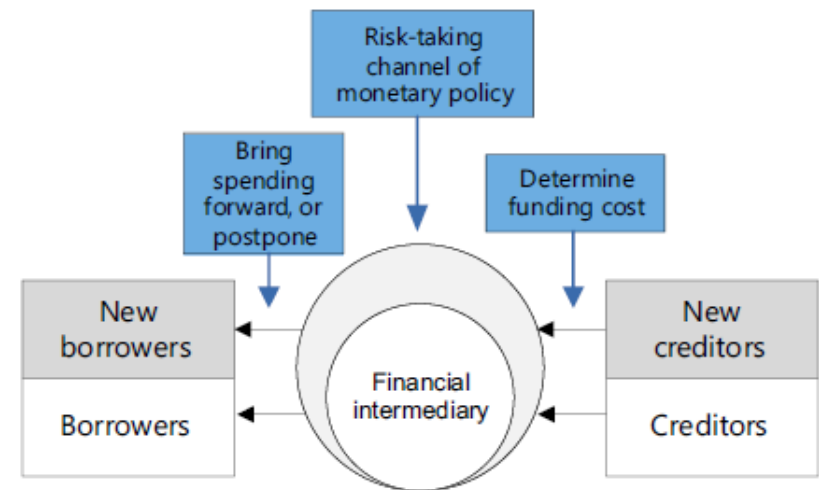 Risk-taking
channel of
monetary policy
Bring
spending
forward, or
postpone
Determine
funding cost
New
borrowers
Borrowers
Financial
intermediary
New
creditors
Creditors